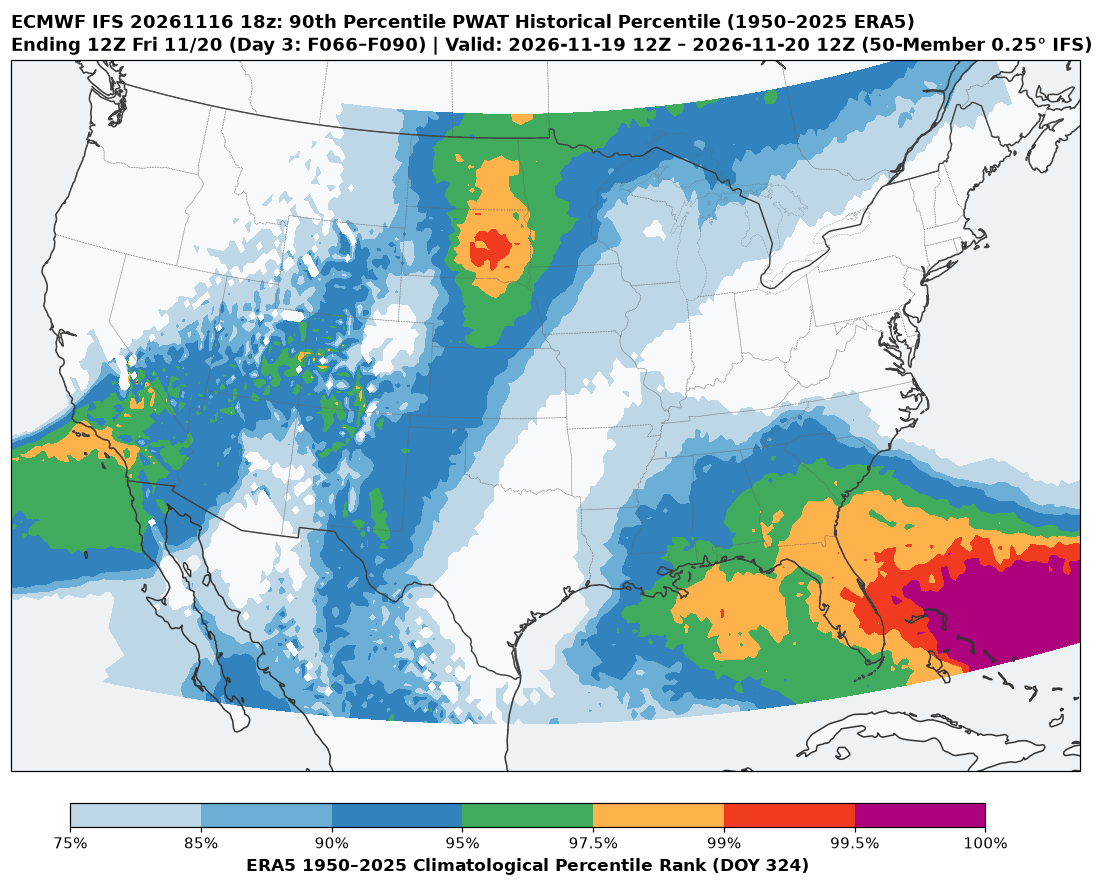 ECMWF IFS 20261116 18z: 90th Percentile PWAT Historical Percentile (1950–2025 ERA5)
Ending 12Z Fri 11/20 (Day 3: F066–F090) | Valid: 2026-11-19 12Z – 2026-11-20 12Z (50-Member 0.25° IFS)
75% 85% 90% 95% 97.5% 99% 99.5% 100%
ERA5 1950–2025 Climatological Percentile Rank (DOY 324)